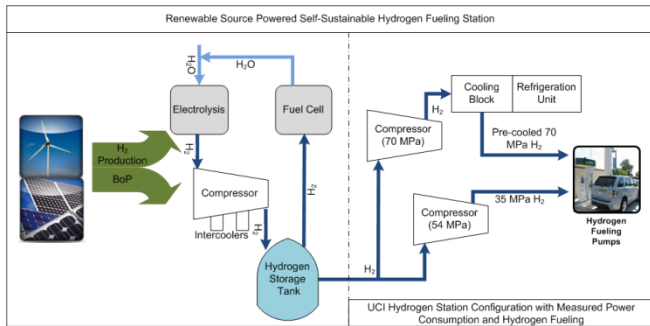 Renewable Source Powered Self-Sustainable Hydrogen Fueling Station
H2O
H2O
Electrolysis
Fuel Cell
H2
Production
BoP
H2
Compressor
Intercoolers
H2
H2
Hydrogen
Storage
Tank
H2
Compressor
(70 MPa)
H2
Cooling
Block
Refrigeration
Unit
Pre-cooled 70
MPa H2
Compressor
(54 MPa)
35 MPa H2
Hydrogen
Fueling
Pumps
UCI Hydrogen Station Configuration with Measured Power
Consumption and Hydrogen Fueling